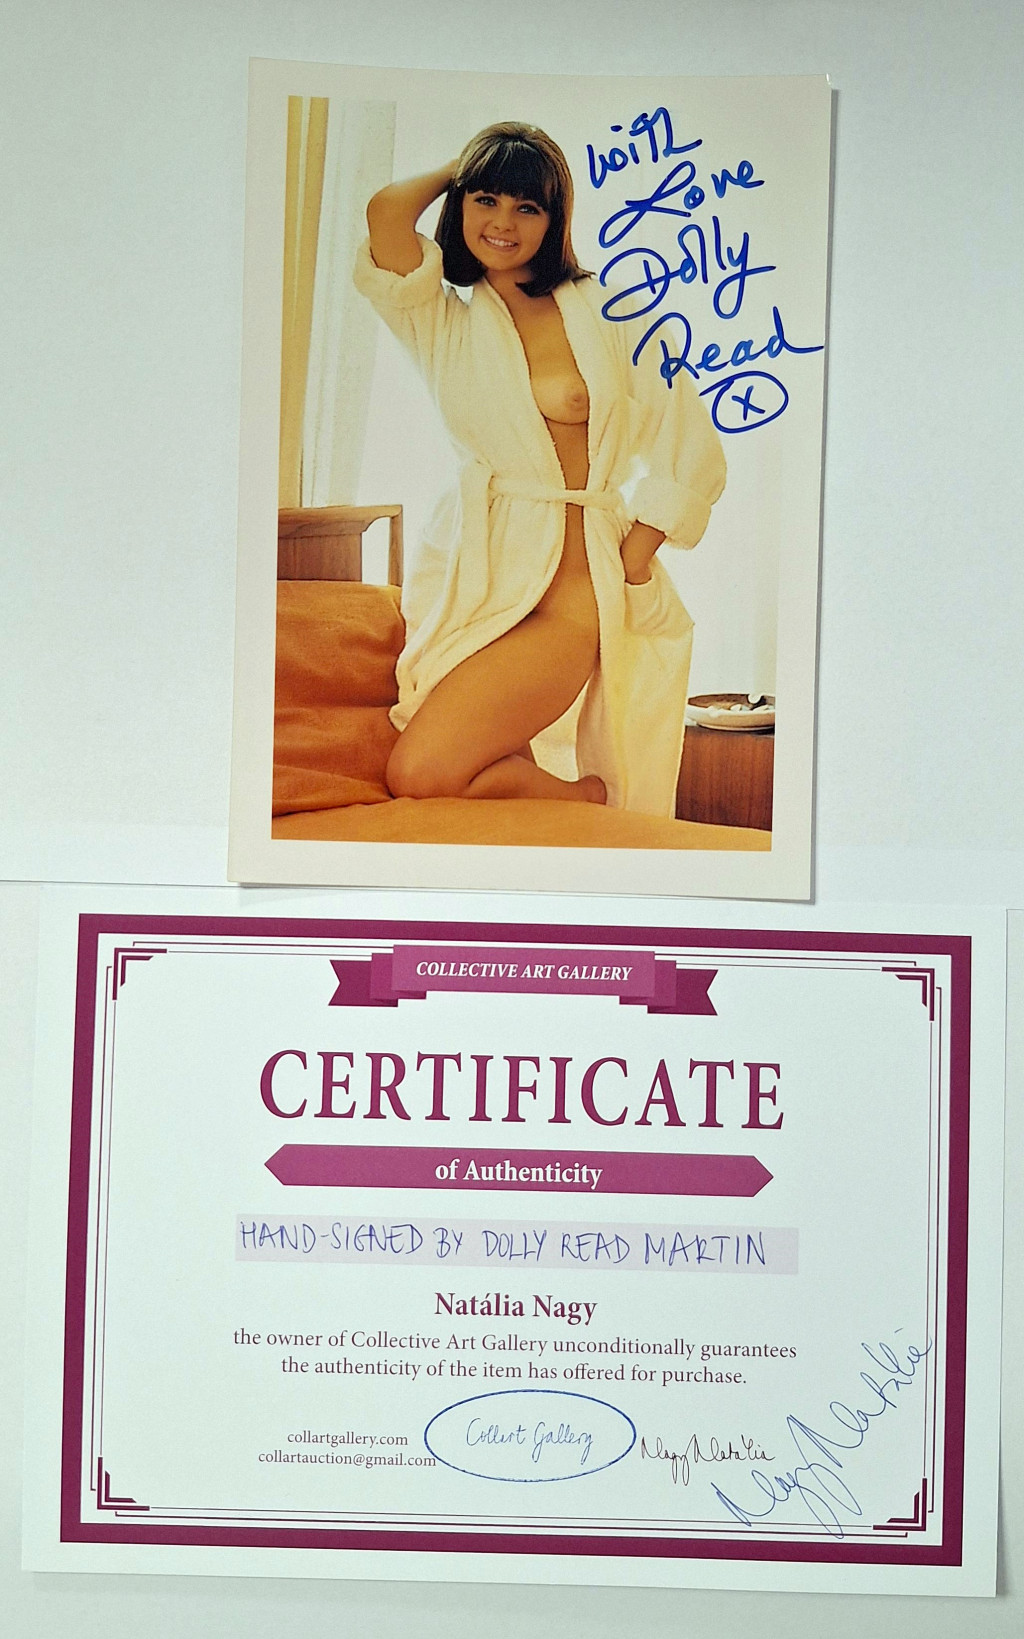 with
Love
Dolly
Read
x
COLLECTIVE ART GALLERY
CERTIFICATE
of Authenticity
HAND-SIGNED BY DOLLY READ MARTIN
Natália Nagy
the owner of Collective Art Gallery unconditionally guarantees
the authenticity of the item has offered for purchase.
collartgallery.com
collartauction@gmail.com
Collart Gallery
Nagy Natália
Nagy Natália